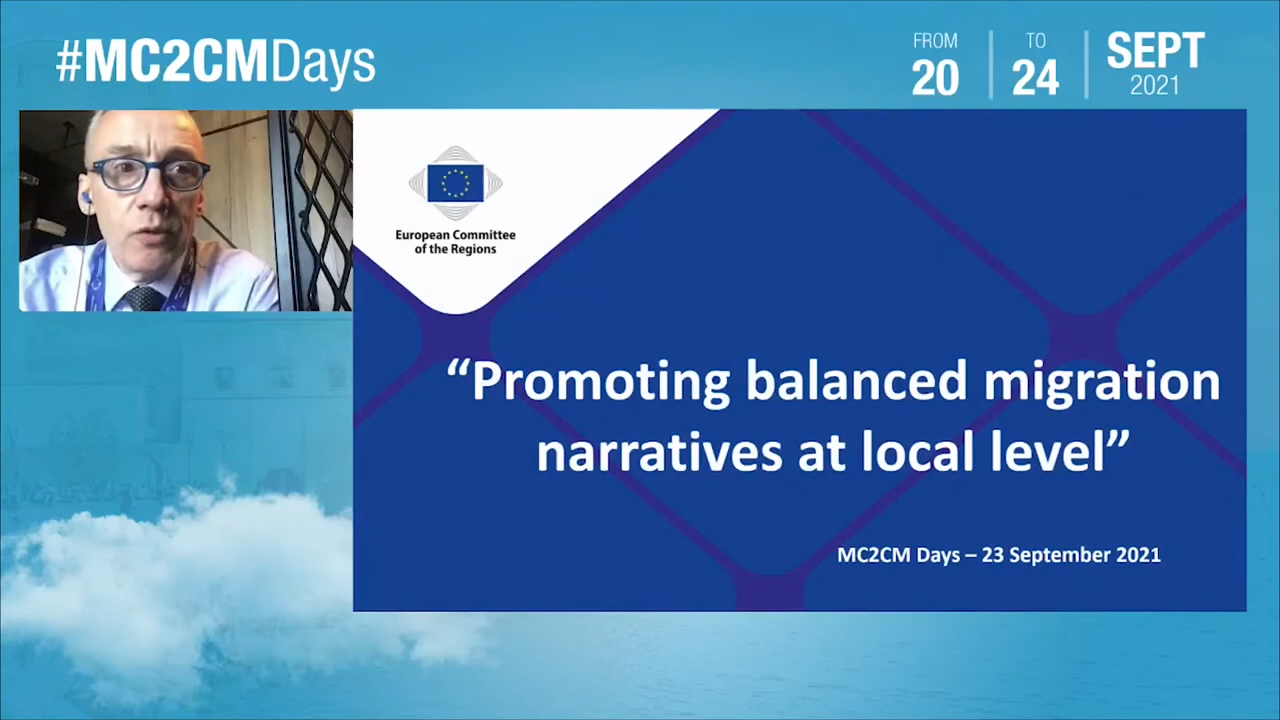 #MC2CMDays
FROM
20
TO
24
SEPT
2021
European Committee
of the Regions
“Promoting balanced migration
narratives at local level”
MC2CM Days – 23 September 2021